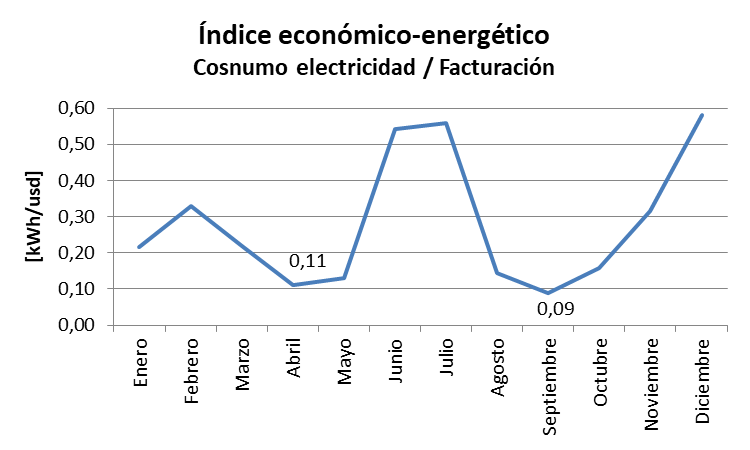 Índice económico-energético
Cosnumo electricidad / Facturación
[kWh/usd]
0,60
0,50
0,40
0,30
0,20
0,10
0,00
0,11
0,09
Enero
Febrero
Marzo
Abril
Mayo
Junio
Julio
Agosto
Septiembre
Octubre
Noviembre
Diciembre